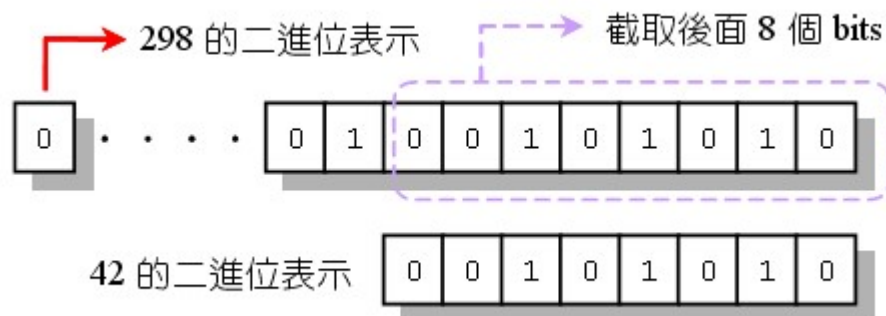 298 的二進位表示
截取後面 8 個 bits
0 · · · · 0 1 0 0 1 0 1 0 1 0
42 的二進位表示 0 0 1 0 1 0 1 0